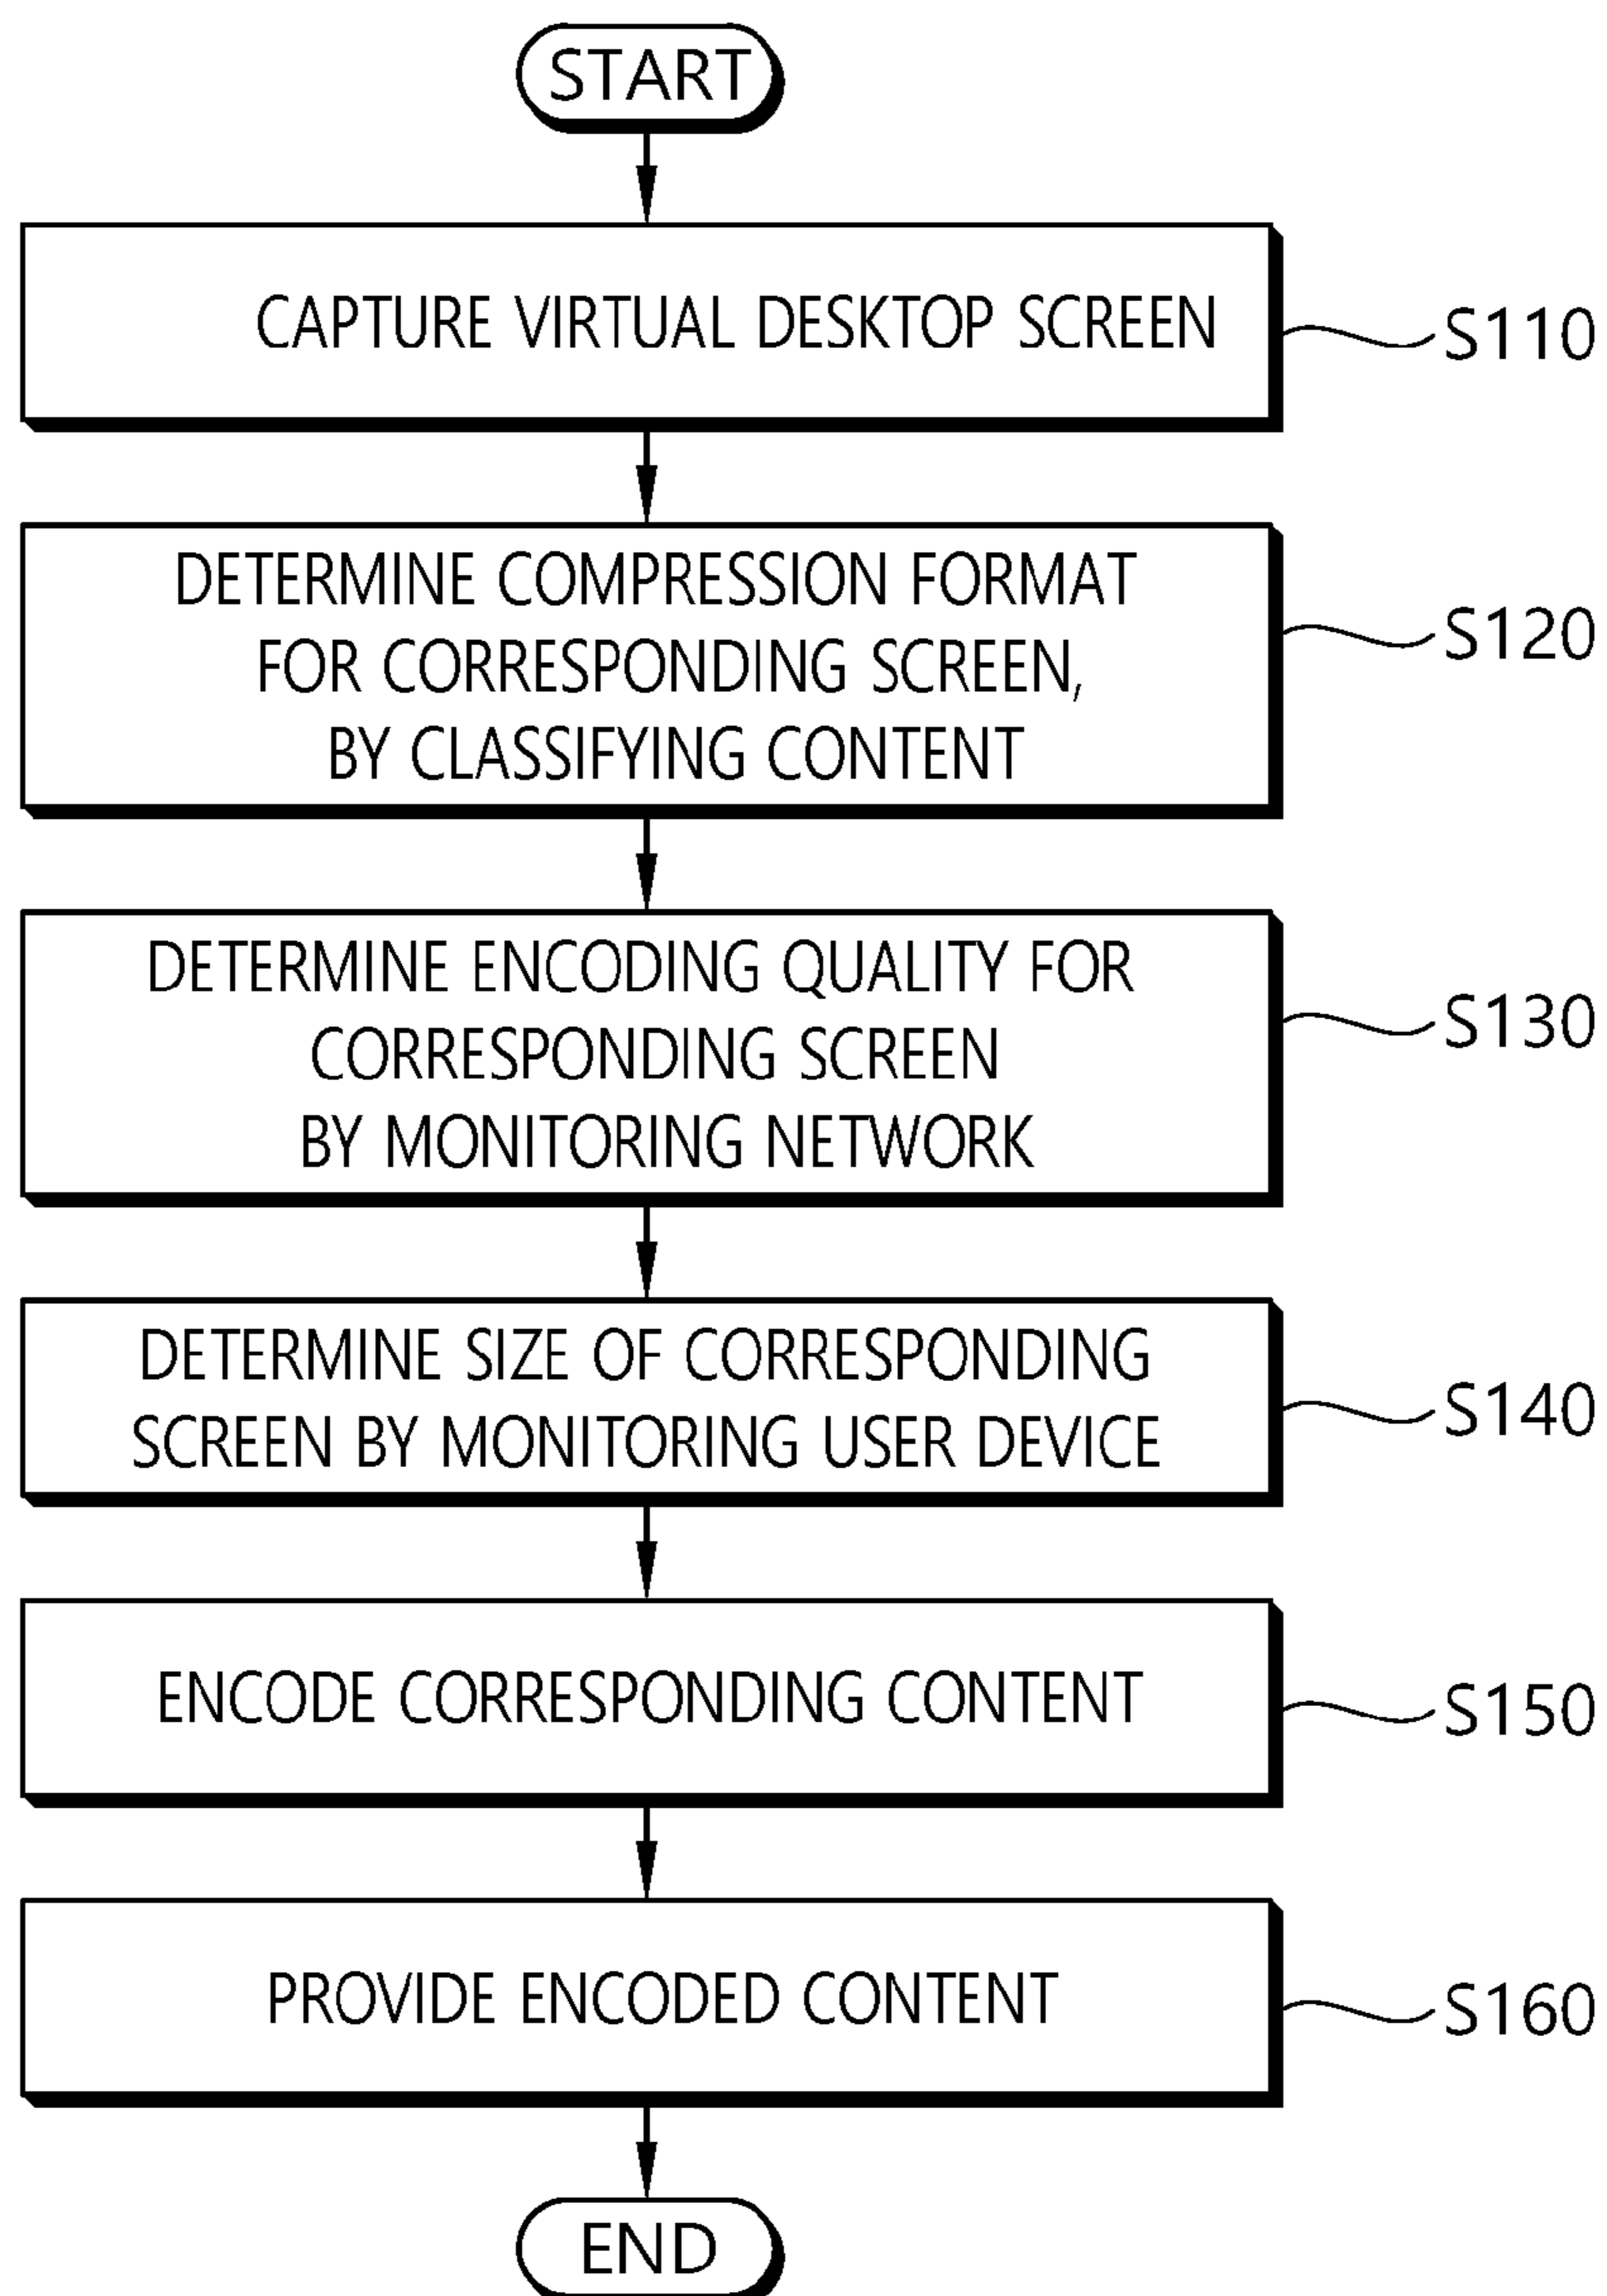 START
CAPTURE VIRTUAL DESKTOP SCREEN
S110
DETERMINE COMPRESSION FORMAT
FOR CORRESPONDING SCREEN,
BY CLASSIFYING CONTENT
S120
DETERMINE ENCODING QUALITY FOR
CORRESPONDING SCREEN
BY MONITORING NETWORK
S130
DETERMINE SIZE OF CORRESPONDING
SCREEN BY MONITORING USER DEVICE
S140
ENCODE CORRESPONDING CONTENT
S150
PROVIDE ENCODED CONTENT
S160
END